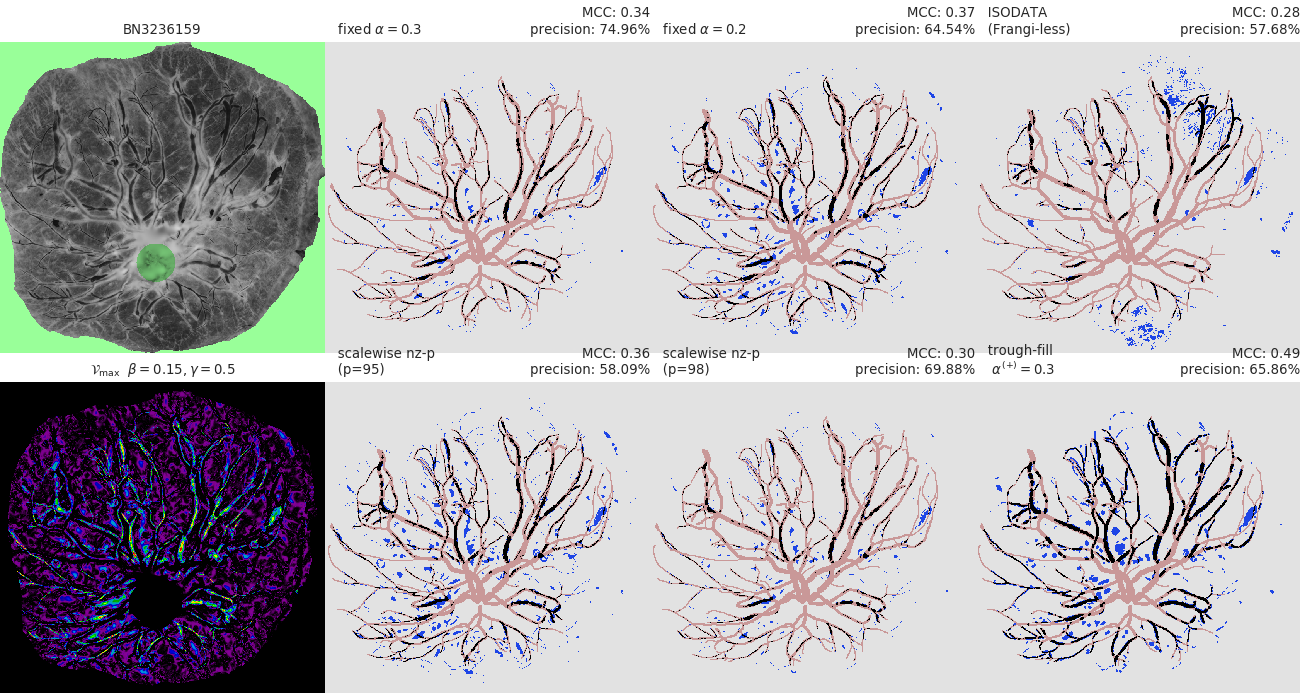 BN3236159
fixed α = 0.3
MCC: 0.34
precision: 74.96%
fixed α = 0.2
MCC: 0.37
precision: 64.54%
ISODATA
(Frangi-less)
MCC: 0.28
precision: 57.68%
𝒱max β = 0.15, γ = 0.5
scalewise nz-p
(p=95)
MCC: 0.36
precision: 58.09%
scalewise nz-p
(p=98)
MCC: 0.30
precision: 69.88%
trough-fill
α(+) = 0.3
MCC: 0.49
precision: 65.86%